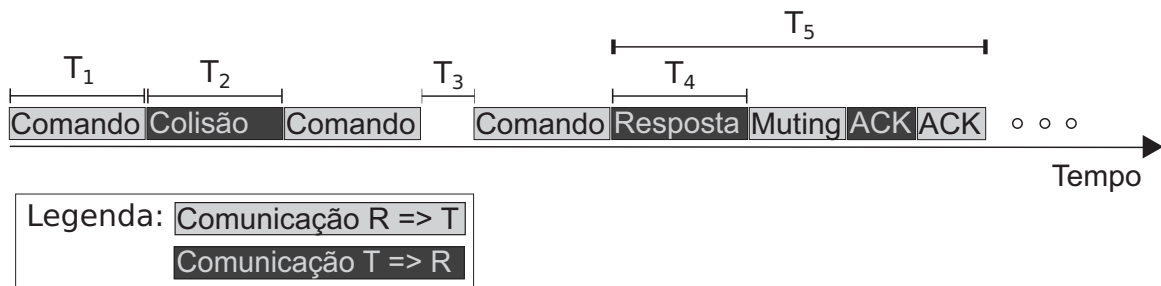 T5
T1 T2 T3 T4
Comando Colisão Comando Comando Resposta Muting ACK ACK
Tempo
Legenda: Comunicação R => T
Comunicação T => R